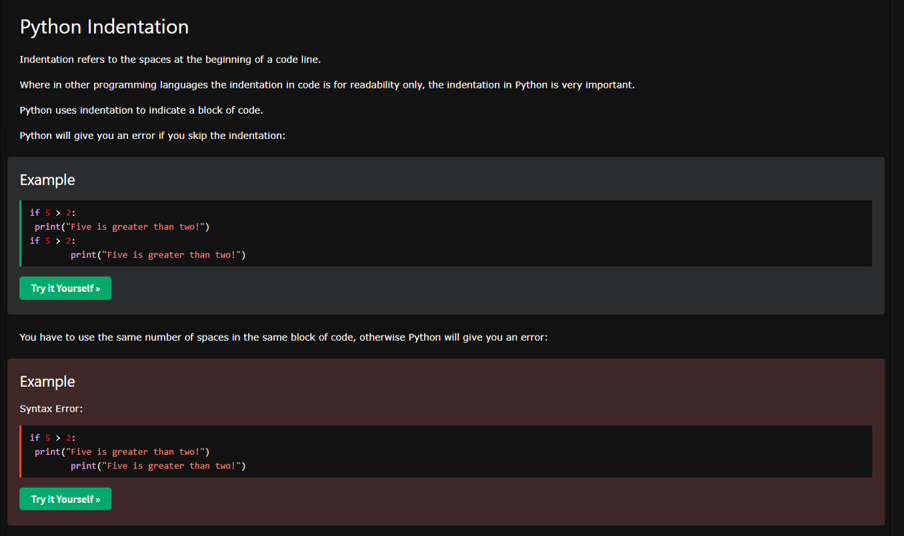 Python Indentation
Indentation refers to the spaces at the beginning of a code line.
Where in other programming languages the indentation in code is for readability only, the indentation in Python is very important.
Python uses indentation to indicate a block of code.
Python will give you an error if you skip the indentation:
Example
if 5 > 2:
 print("Five is greater than two!")
if 5 > 2:
        print("Five is greater than two!")
Try it Yourself »
You have to use the same number of spaces in the same block of code, otherwise Python will give you an error:
Example
Syntax Error:
if 5 > 2:
 print("Five is greater than two!")
        print("Five is greater than two!")
Try it Yourself »